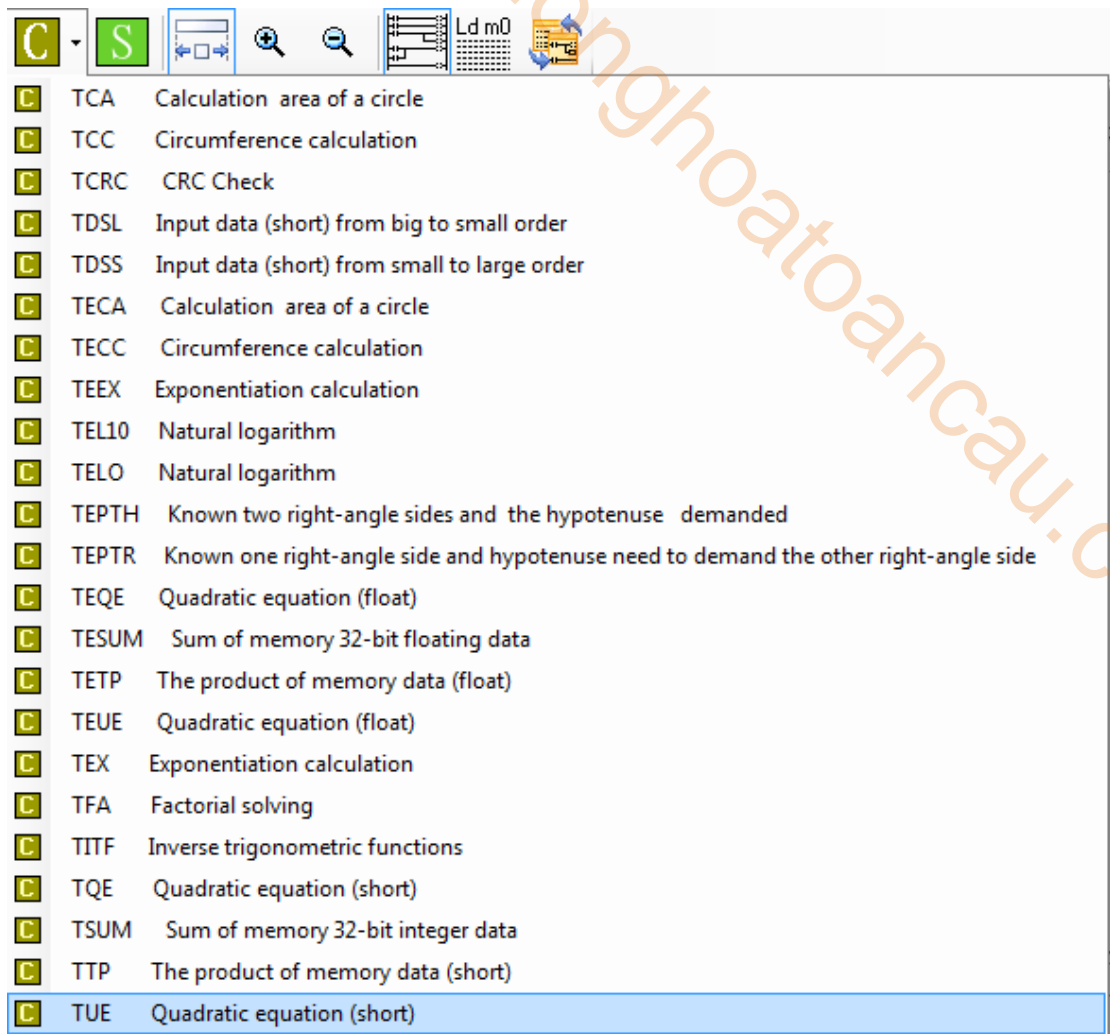 C S Ld m0
C TCA Calculation area of a circle
C TCC Circumference calculation
C TCRC CRC Check
C TDSL Input data (short) from big to small order
C TDSS Input data (short) from small to large order
C TECA Calculation area of a circle
C TECC Circumference calculation
C TEEX Exponentiation calculation
C TEL10 Natural logarithm
C TELO Natural logarithm
C TEPTH Known two right-angle sides and the hypotenuse demanded
C TEPTR Known one right-angle side and hypotenuse need to demand the other right-angle side
C TEQE Quadratic equation (float)
C TESUM Sum of memory 32-bit floating data
C TETP The product of memory data (float)
C TEUE Quadratic equation (float)
C TEX Exponentiation calculation
C TFA Factorial solving
C TITF Inverse trigonometric functions
C TQE Quadratic equation (short)
C TSUM Sum of memory 32-bit integer data
C TTP The product of memory data (short)
C TUE Quadratic equation (short)
onghoatoancau.c